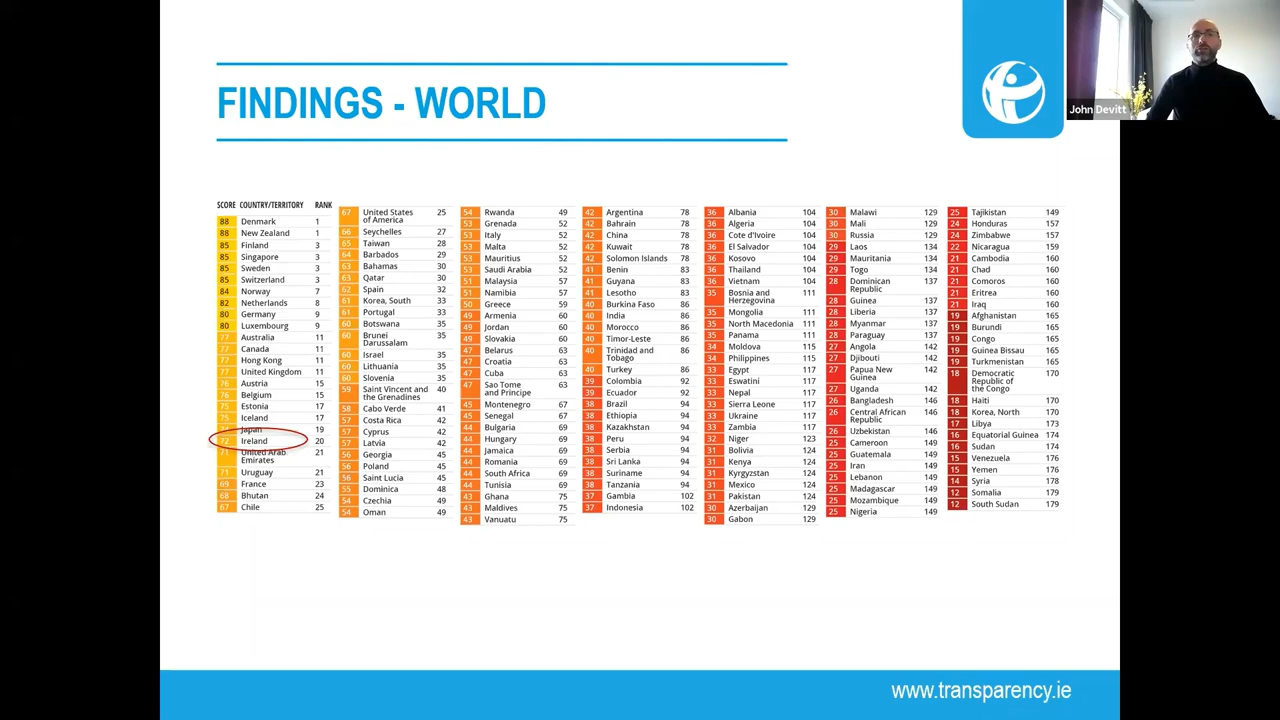 FINDINGS - WORLD
John Devitt
SCORE COUNTRY/TERRITORY RANK
88 Denmark 1
88 New Zealand 1
85 Finland 3
85 Singapore 3
85 Sweden 3
85 Switzerland 3
84 Norway 7
82 Netherlands 8
80 Germany 9
80 Luxembourg 9
77 Australia 11
77 Canada 11
77 Hong Kong 11
77 United Kingdom 11
76 Austria 15
76 Belgium 15
75 Estonia 17
75 Iceland 17
Japan 19
72 Ireland 20
71 United Arab
Emirates 21
71 Uruguay 21
69 France 23
68 Bhutan 24
67 Chile 25
67 United States
of America 25
66 Seychelles 27
65 Taiwan 28
64 Barbados 29
63 Bahamas 30
63 Qatar 30
62 Spain 32
61 Korea, South 33
61 Portugal 33
60 Botswana 35
60 Brunei
Darussalam 35
60 Israel 35
60 Lithuania 35
60 Slovenia 35
59 Saint Vincent and
the Grenadines 40
58 Cabo Verde 41
57 Costa Rica 42
57 Cyprus 42
57 Latvia 42
56 Georgia 45
56 Poland 45
56 Saint Lucia 45
55 Dominica 48
54 Czechia 49
54 Oman 49
54 Rwanda 49
53 Grenada 52
53 Italy 52
53 Malta 52
53 Mauritius 52
53 Saudi Arabia 52
51 Malaysia 57
51 Namibia 57
50 Greece 59
49 Armenia 60
49 Jordan 60
49 Slovakia 60
47 Belarus 63
47 Croatia 63
47 Cuba 63
47 Sao Tome
and Principe 63
45 Montenegro 67
45 Senegal 67
44 Bulgaria 69
44 Hungary 69
44 Jamaica 69
44 Romania 69
44 South Africa 69
44 Tunisia 69
43 Ghana 75
43 Maldives 75
43 Vanuatu 75
42 Argentina 78
42 Bahrain 78
42 China 78
42 Kuwait 78
42 Solomon Islands 78
41 Benin 83
41 Guyana 83
41 Lesotho 83
40 Burkina Faso 86
40 India 86
40 Morocco 86
40 Timor-Leste 86
40 Trinidad and
Tobago 86
40 Turkey 86
39 Colombia 92
39 Ecuador 92
38 Brazil 94
38 Ethiopia 94
38 Kazakhstan 94
38 Peru 94
38 Serbia 94
38 Sri Lanka 94
38 Suriname 94
38 Tanzania 94
37 Gambia 102
37 Indonesia 102
36 Albania 104
36 Algeria 104
36 Cote d'Ivoire 104
36 El Salvador 104
36 Kosovo 104
36 Thailand 104
36 Vietnam 104
35 Bosnia and
Herzegovina 111
35 Mongolia 111
35 North Macedonia 111
35 Panama 111
34 Moldova 115
34 Philippines 115
33 Egypt 117
33 Eswatini 117
33 Nepal 117
33 Sierra Leone 117
33 Ukraine 117
33 Zambia 117
32 Niger 123
31 Bolivia 124
31 Kenya 124
31 Kyrgyzstan 124
31 Mexico 124
31 Pakistan 124
30 Azerbaijan 129
30 Gabon 129
30 Malawi 129
30 Mali 129
30 Russia 129
29 Laos 134
29 Mauritania 134
29 Togo 134
28 Dominican
Republic 137
28 Guinea 137
28 Liberia 137
28 Myanmar 137
28 Paraguay 137
27 Angola 142
27 Djibouti 142
27 Papua New
Guinea 142
27 Uganda 142
26 Bangladesh 146
26 Central African
Republic 146
26 Uzbekistan 146
25 Cameroon 149
25 Guatemala 149
25 Iran 149
25 Lebanon 149
25 Madagascar 149
25 Mozambique 149
25 Nigeria 149
25 Tajikistan 149
24 Honduras 157
24 Zimbabwe 157
22 Nicaragua 159
21 Cambodia 160
21 Chad 160
21 Comoros 160
21 Eritrea 160
21 Iraq 160
19 Afghanistan 165
19 Burundi 165
19 Congo 165
19 Guinea Bissau 165
19 Turkmenistan 165
18 Democratic
Republic of
the Congo 170
18 Haiti 170
18 Korea, North 170
17 Libya 173
16 Equatorial Guinea 174
16 Sudan 174
15 Venezuela 176
15 Yemen 176
14 Syria 178
12 Somalia 179
12 South Sudan 179
www.transparency.ie